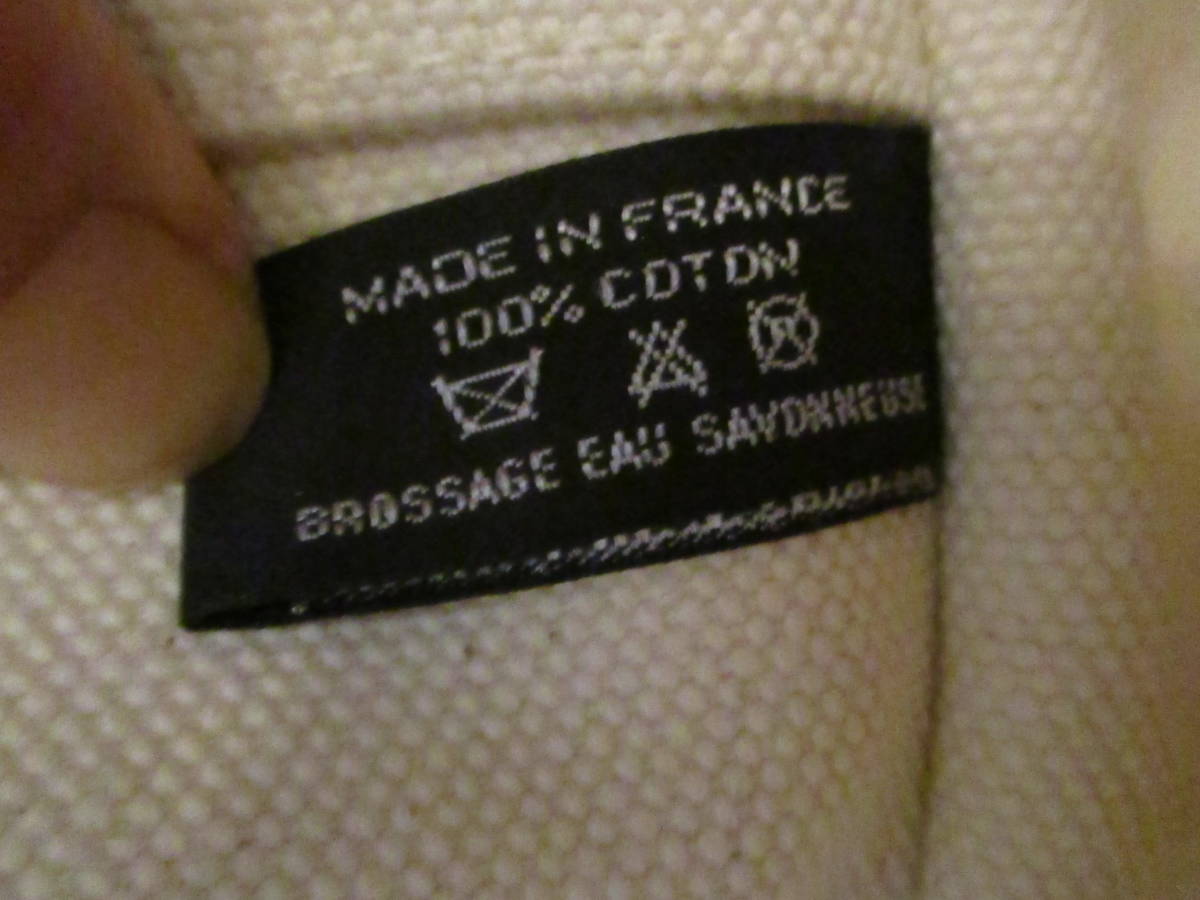 MADE IN FRANCE
100% COTON
BROSSAGE EAU SAVONNEUSE